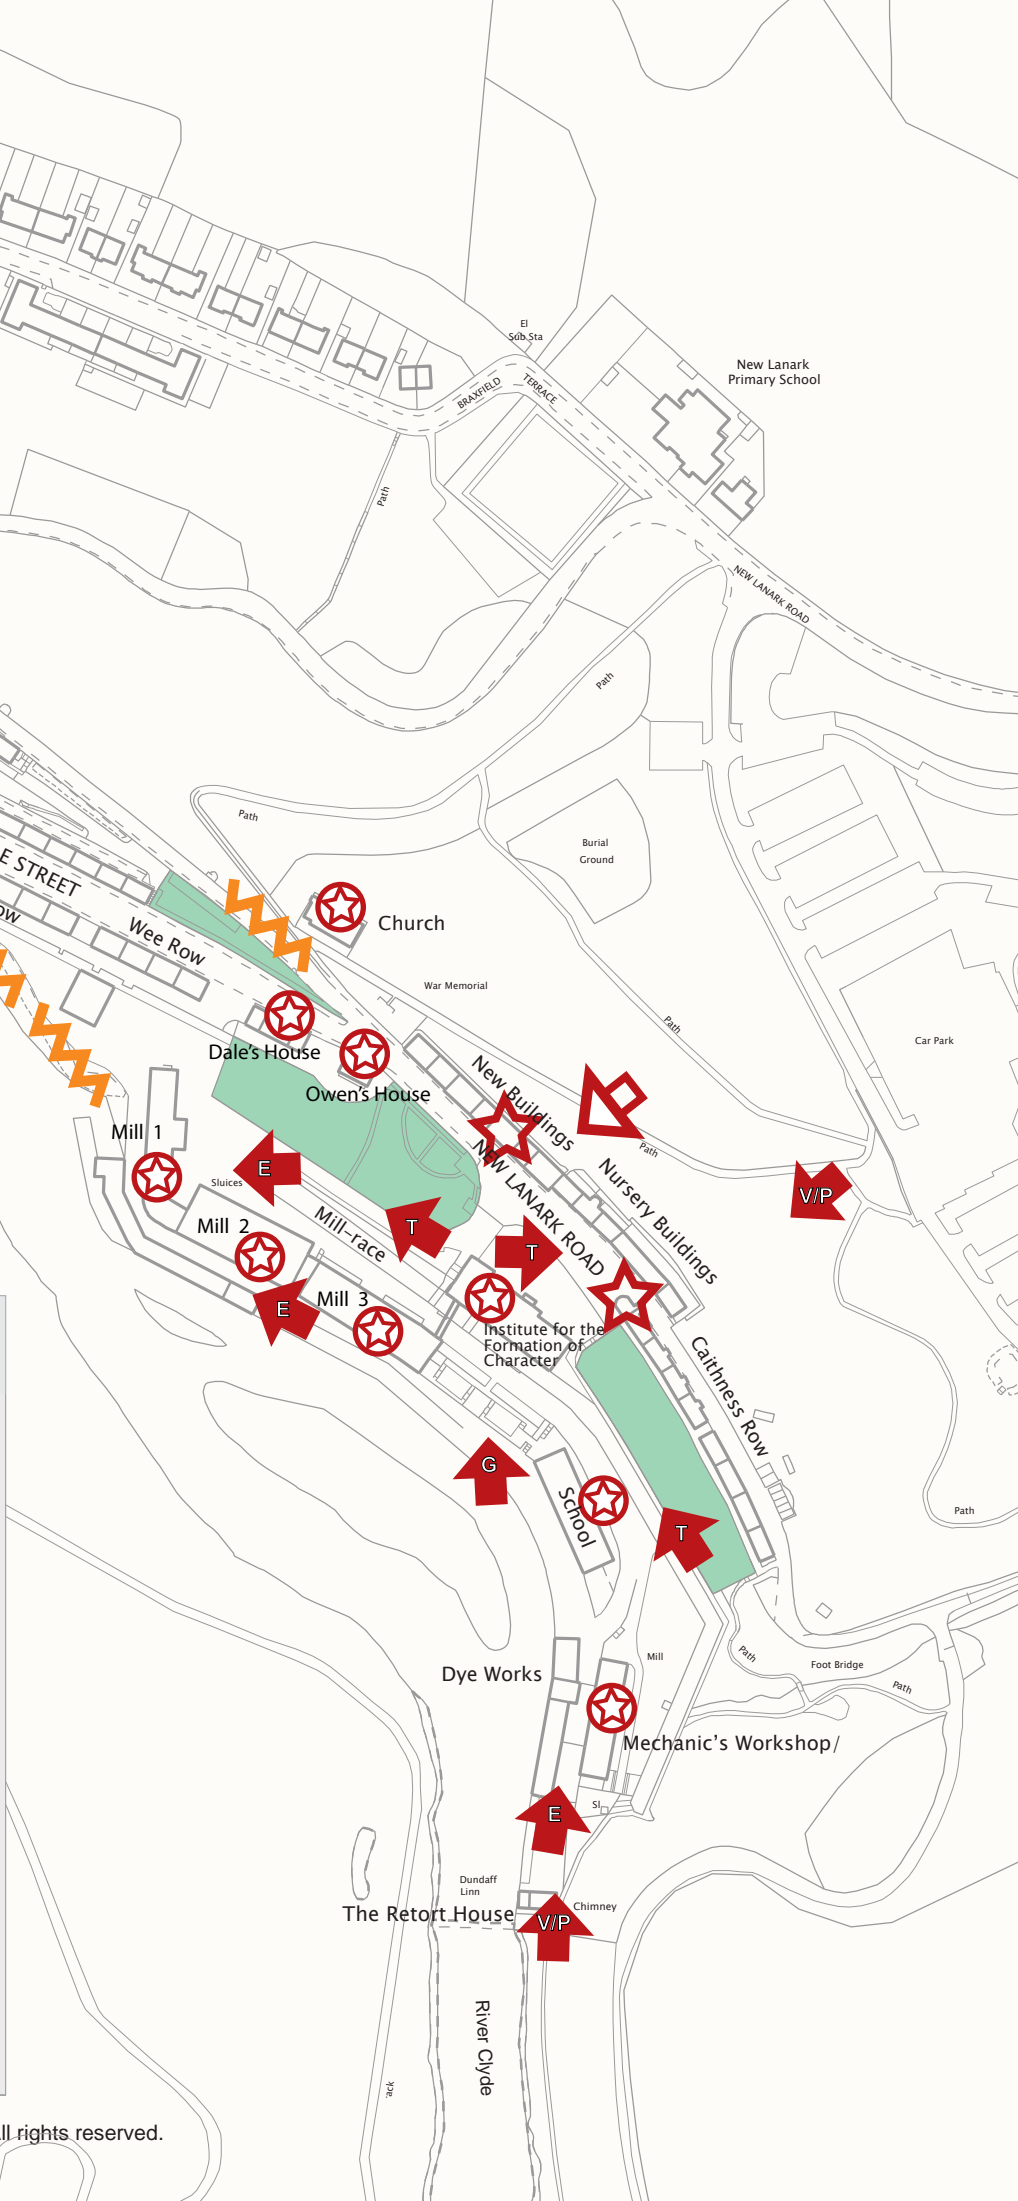 El
Sub Sta
New Lanark
Primary School
BRAXFIELD
TERRACE
Path
NEW LANARK ROAD
Path
Path
Burial
Ground
E STREET
Church
Wee Row
ow
War Memorial
Path
Car Park
Dale's House
New Buildings
Owen's House
Path
Mill 1
NEW LANARK ROAD
Nursery Buildings
E
Sluices
V/P
Mill-race
Mill 2
T
T
E
Mill 3
Institute for the
Formation of
Character
Caithness Row
G
School
T
Path
Dye Works
Mill
Path
Foot Bridge
Path
Mechanic's Workshop/
E
Sl
Dundaff
Linn
The Retort House
Chimney
V/P
River Clyde
ack
ll rights reserved.